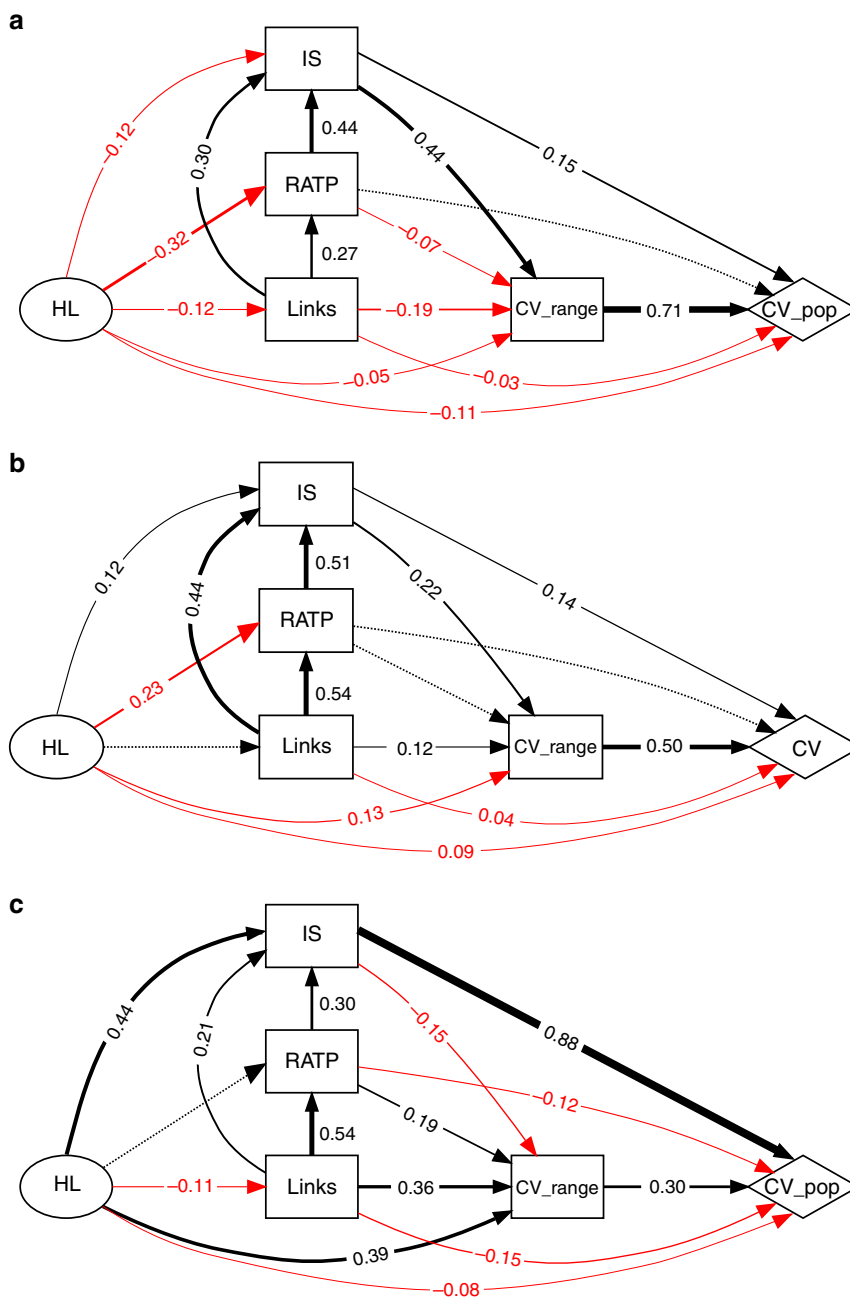 a
IS
−0.12
0.30
0.44
0.44
0.15
RATP
−0.32
−0.07
0.27
HL
−0.12
Links
−0.19
CV_range
0.71
CV_pop
−0.05
−0.03
−0.11
b
IS
0.12
0.44
0.51
0.22
0.14
RATP
0.23
0.54
HL
Links
0.12
CV_range
0.50
CV
0.13
0.04
0.09
c
IS
0.44
0.21
0.30
−0.15
0.88
RATP
−0.12
0.19
0.54
HL
−0.11
Links
0.36
CV_range
0.30
CV_pop
0.39
−0.15
−0.08